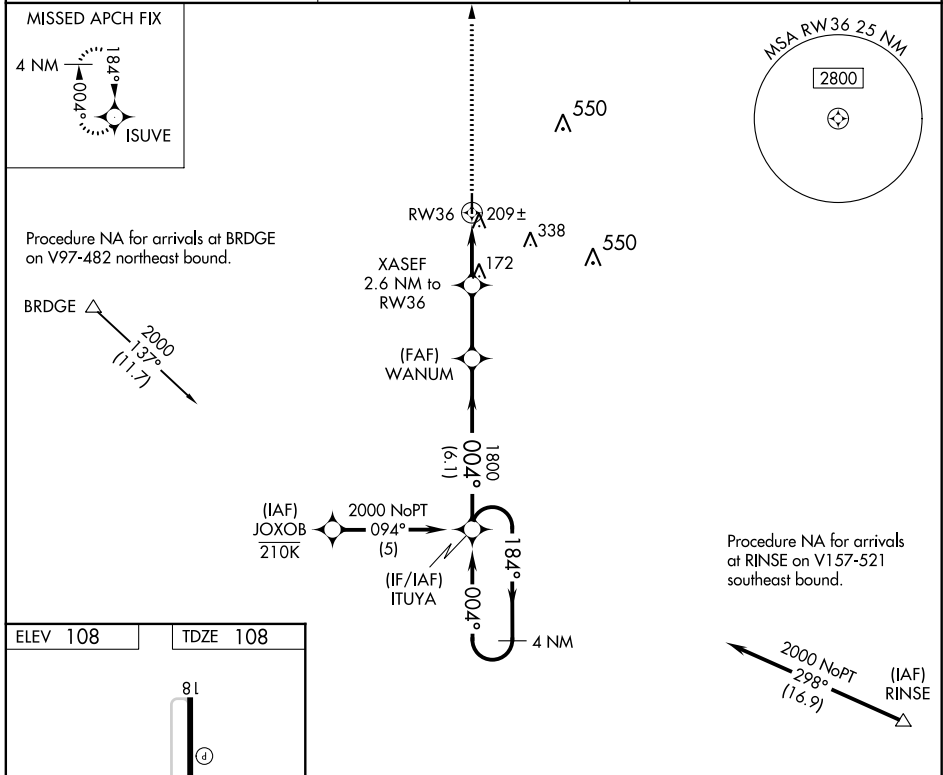 MISSED APCH FIX
4 NM
184°
004°
ISUVE
MSA RW36 25 NM
2800
550
RW36
209±
338
550
172
XASEF
2.6 NM to
RW36
Procedure NA for arrivals at BRDGE
on V97-482 northeast bound.
BRDGE
2000
137°
(11.7)
(FAF)
WANUM
1800
004°
(6.1)
(IAF)
JOXOB
210K
2000 NoPT
094°
(5)
(IF/IAF)
ITUYA
184°
004°
4 NM
Procedure NA for arrivals
at RINSE on V157-521
southeast bound.
2000 NoPT
298°
(16.9)
(IAF)
RINSE
ELEV 108
TDZE 108
18
P